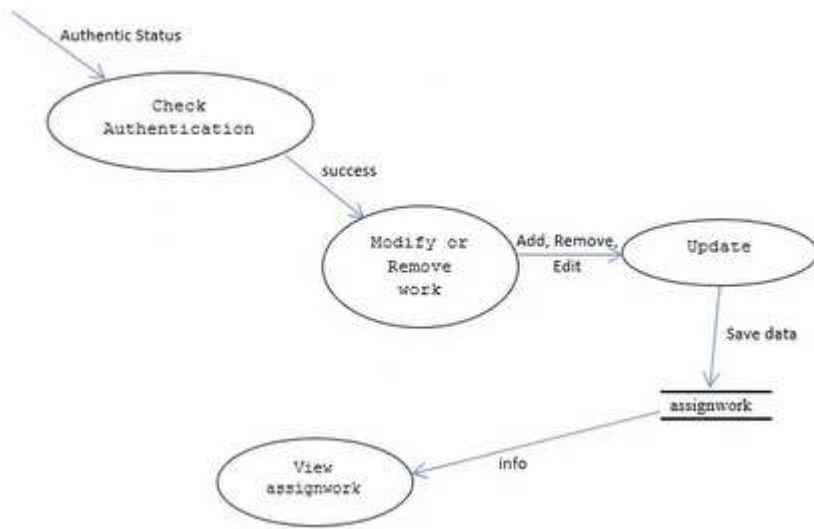 Authentic Status
Check
Authentication
success
Modify or
Remove
work
Add, Remove,
Edit
Update
Save data
assignwork
info
View
assignwork